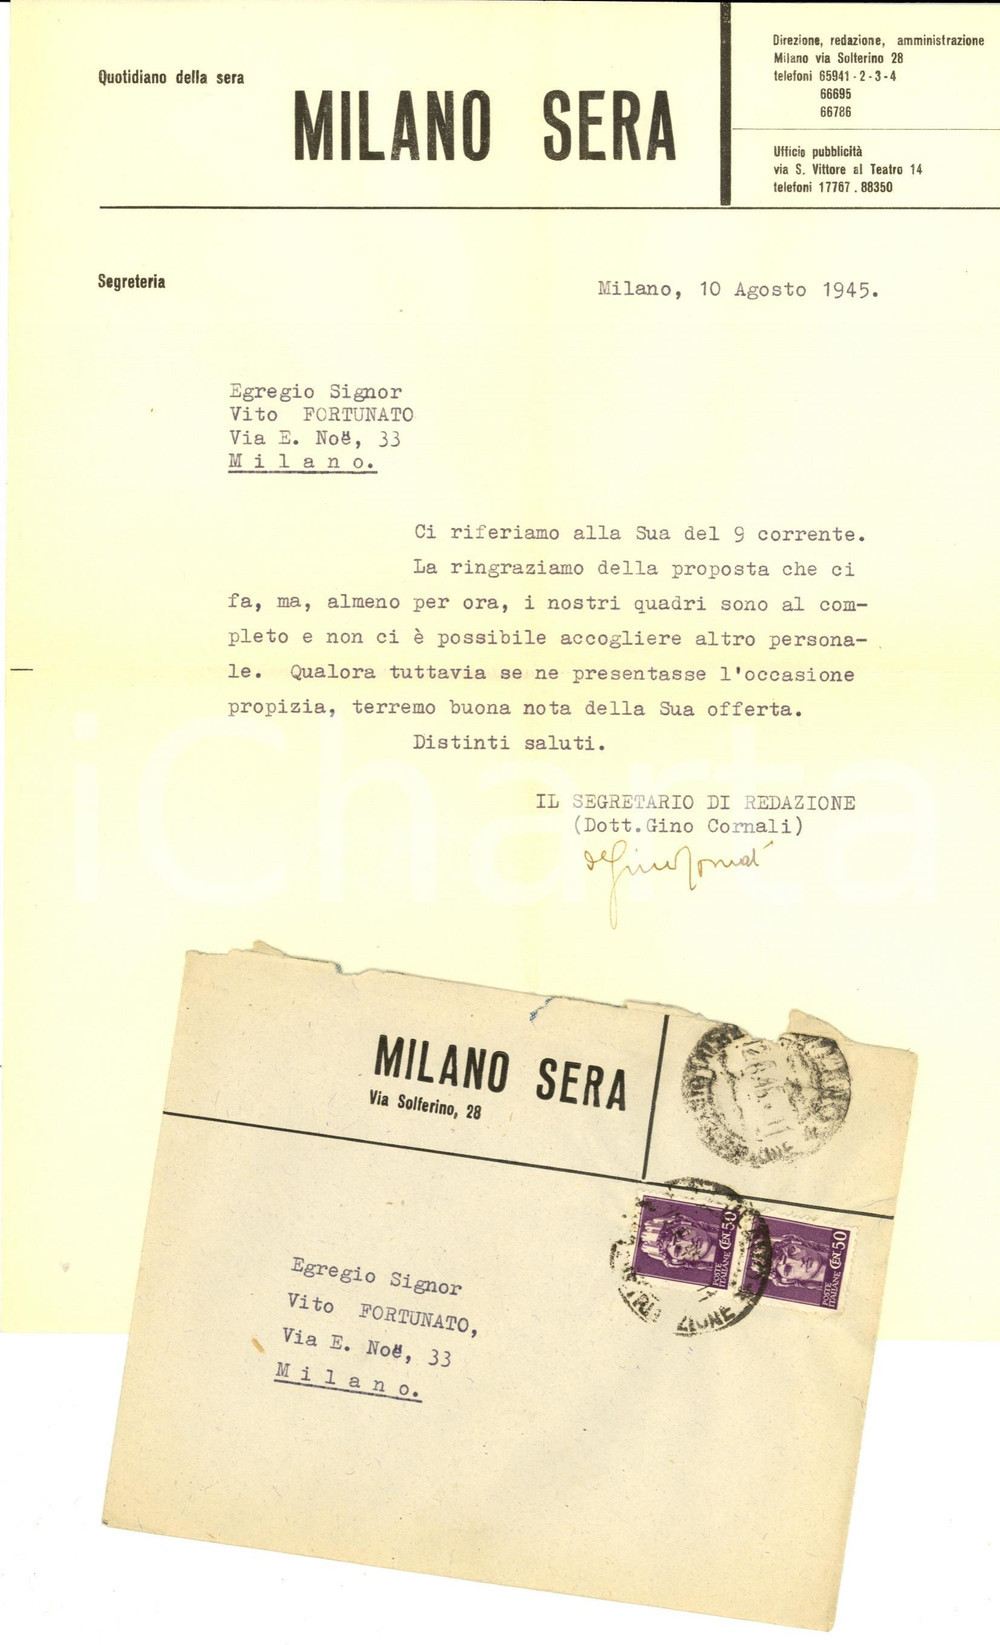 Quotidiano della sera
MILANO SERA
Direzione, redazione, amministrazione
Milano via Solferino 28
telefoni 65941 - 2 - 3 - 4
66695
66786
Ufficio pubblicità
via S. Vittore al Teatro 14
telefoni 17767 . 88350
Segreteria
Milano, 10 Agosto 1945.
Egregio Signor
Vito FORTUNATO
Via E. Noë, 33
M i l a n o.
Ci riferiamo alla Sua del 9 corrente.
La ringraziamo della proposta che ci
fa, ma, almeno per ora, i nostri quadri sono al com-
pleto e non ci è possibile accogliere altro persona-
le. Qualora tuttavia se ne presentasse l'occasione
propizia, terremo buona nota della Sua offerta.
Distinti saluti.
IL SEGRETARIO DI REDAZIONE
(Dott.Gino Cornali)
iCharta
MILANO SERA
Via Solferino, 28
CEN. 50
POSTE ITALIANE
CEN 50
POSTE ITALIANE
Egregio Signor
Vito FORTUNATO,
Via E. Noë, 33
M i l a n o.